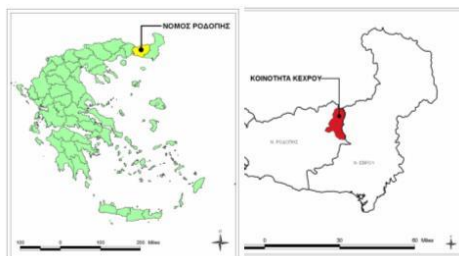 ΝΟΜΟΣ ΡΟΔΟΠΗΣ
100 0 100 200 Miles
ΚΟΙΝΟΤΗΤΑ ΚΕΧΡΟΥ
Ν. ΡΟΔΟΠΗΣ
Ν. ΕΒΡΟΥ
0 30 60 Miles